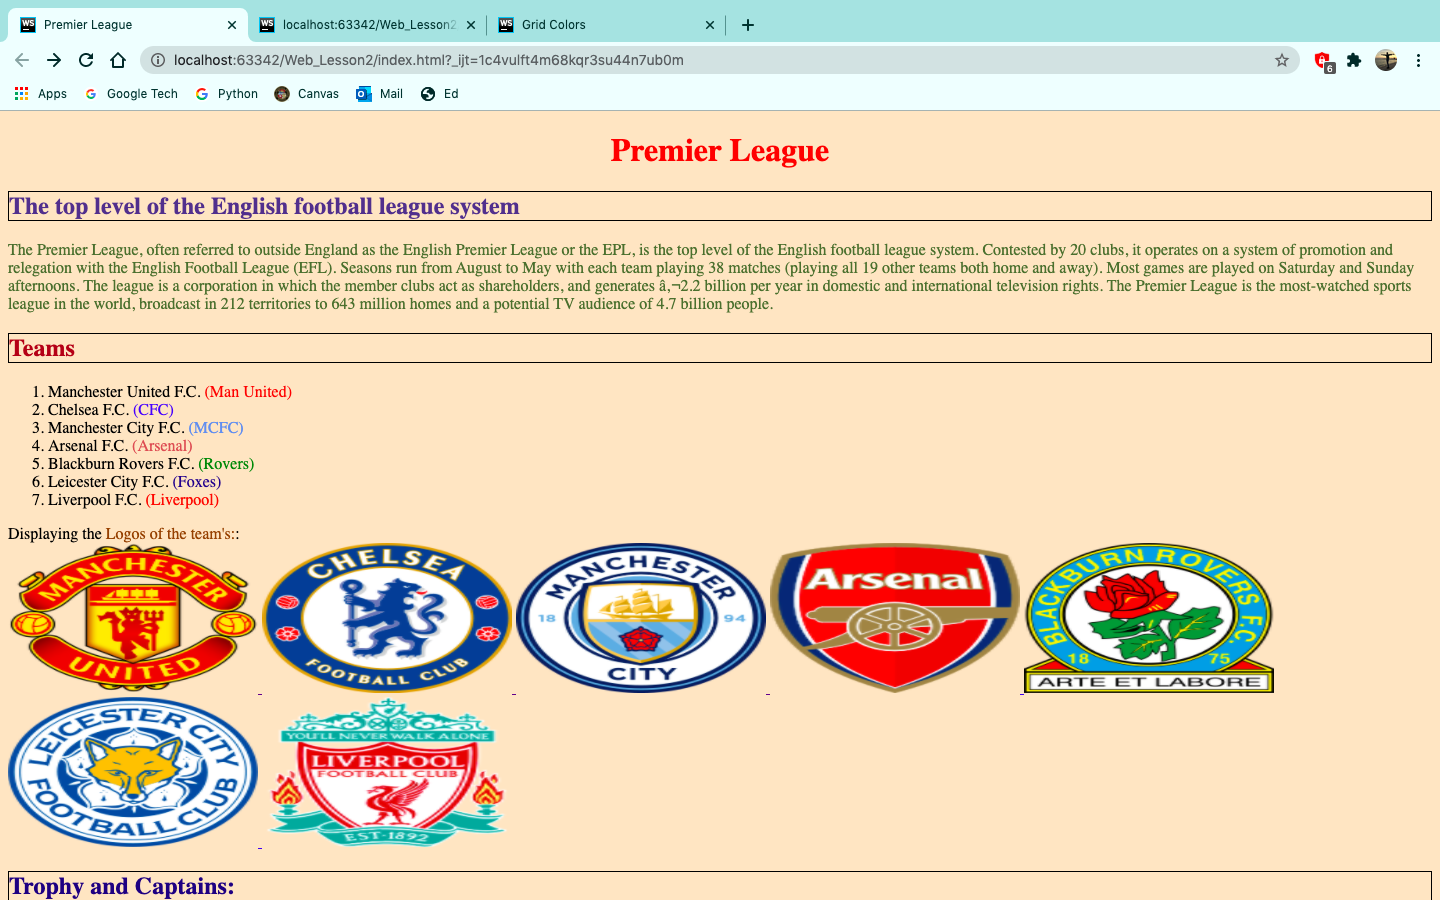 Premier League
localhost:63342/Web_Lesson2
Grid Colors
localhost:63342/Web_Lesson2/index.html?_ijt=1c4vulft4m68kqr3su44n7ub0m
6
Apps
Google Tech
Python
Canvas
Mail
Ed
Premier League
The top level of the English football league system
The Premier League, often referred to outside England as the English Premier League or the EPL, is the top level of the English football league system. Contested by 20 clubs, it operates on a system of promotion and
relegation with the English Football League (EFL). Seasons run from August to May with each team playing 38 matches (playing all 19 other teams both home and away). Most games are played on Saturday and Sunday
afternoons. The league is a corporation in which the member clubs act as shareholders, and generates â‚¬2.2 billion per year in domestic and international television rights. The Premier League is the most-watched sports
league in the world, broadcast in 212 territories to 643 million homes and a potential TV audience of 4.7 billion people.
Teams
1. Manchester United F.C. (Man United)
2. Chelsea F.C. (CFC)
3. Manchester City F.C. (MCFC)
4. Arsenal F.C. (Arsenal)
5. Blackburn Rovers F.C. (Rovers)
6. Leicester City F.C. (Foxes)
7. Liverpool F.C. (Liverpool)
Displaying the Logos of the team's::
MANCHESTER
UNITED
CHELSEA
FOOTBALL CLUB
MANCHESTER
18 94
CITY
Arsenal
BLACKBURN ROVERS F.C.
18 75
ARTE ET LABORE
LEICESTER CITY
FOOTBALL CLUB
YOU'LL NEVER WALK ALONE
LIVERPOOL
FOOTBALL CLUB
EST·1892
Trophy and Captains: